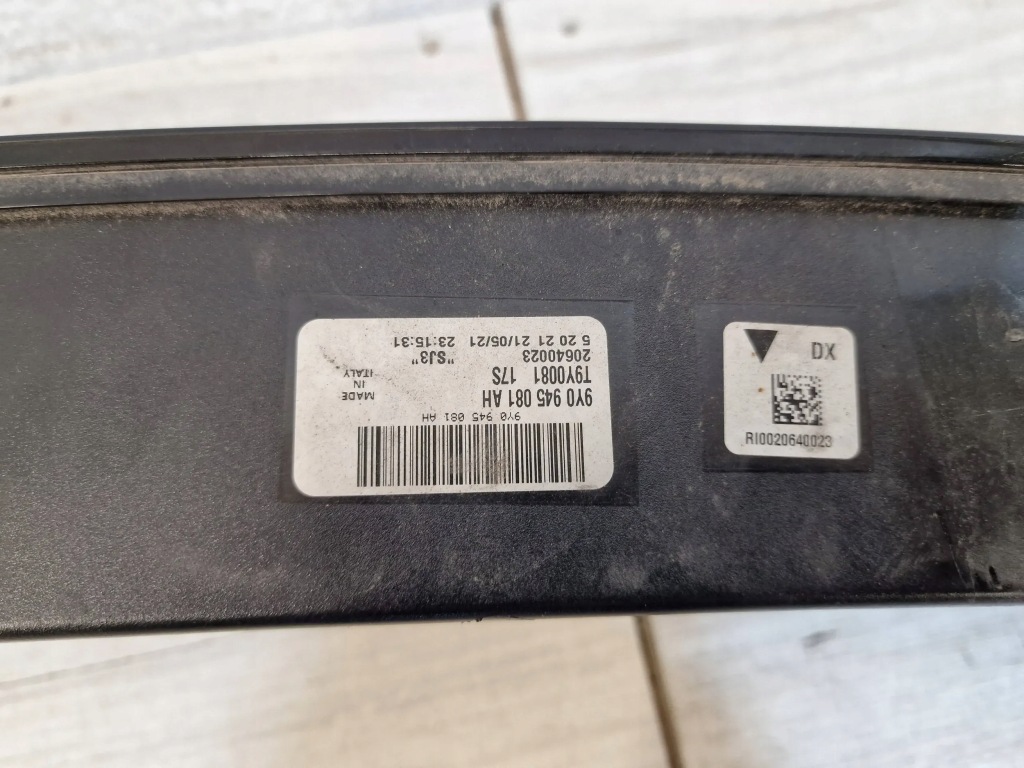 9Y0 945 081 AH
9Y0 945 081 AH
T9Y0081 17S
20640023
5 20 21 21/05/21 23:15:31
MADE
IN
ITALY
"SJ3"
DX
RI0020640023